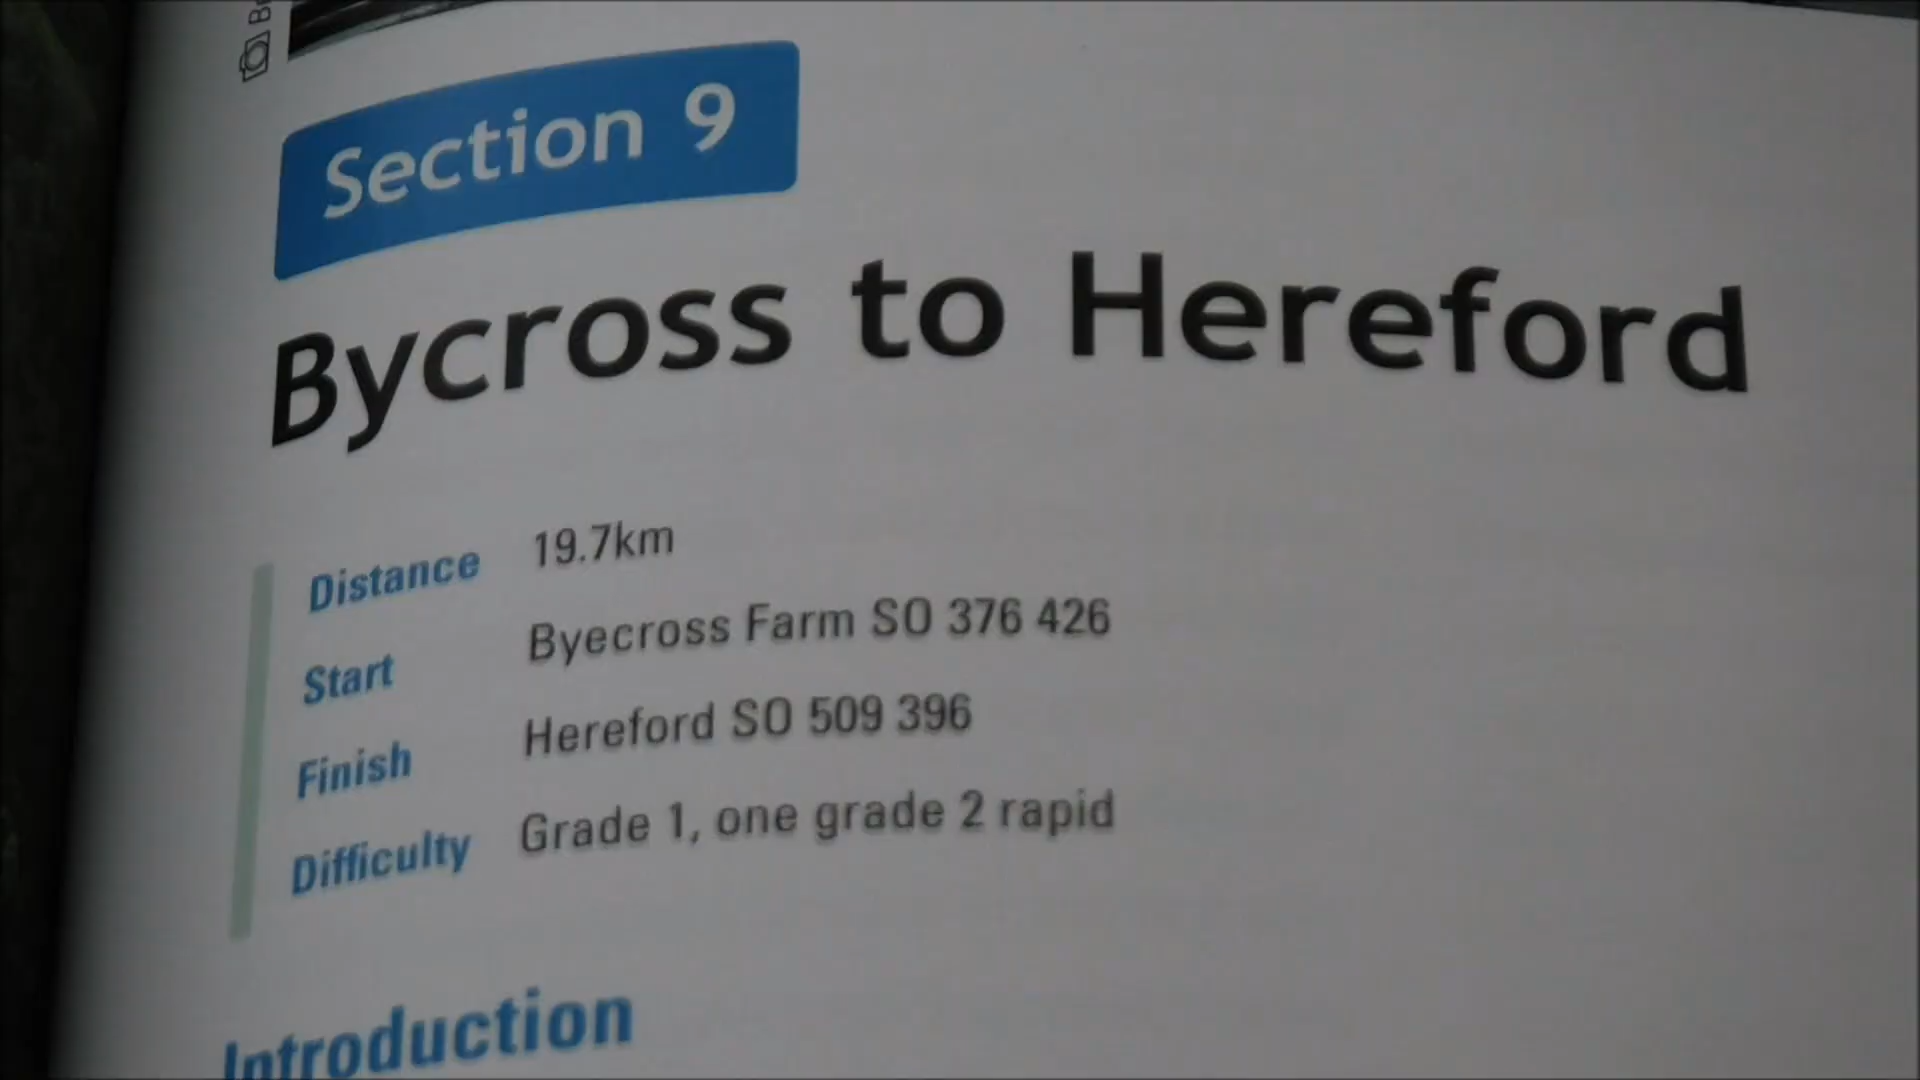 Section 9
Bycross to Hereford
Distance 19.7km
Start Byecross Farm SO 376 426
Finish Hereford SO 509 396
Difficulty Grade 1, one grade 2 rapid
Introduction